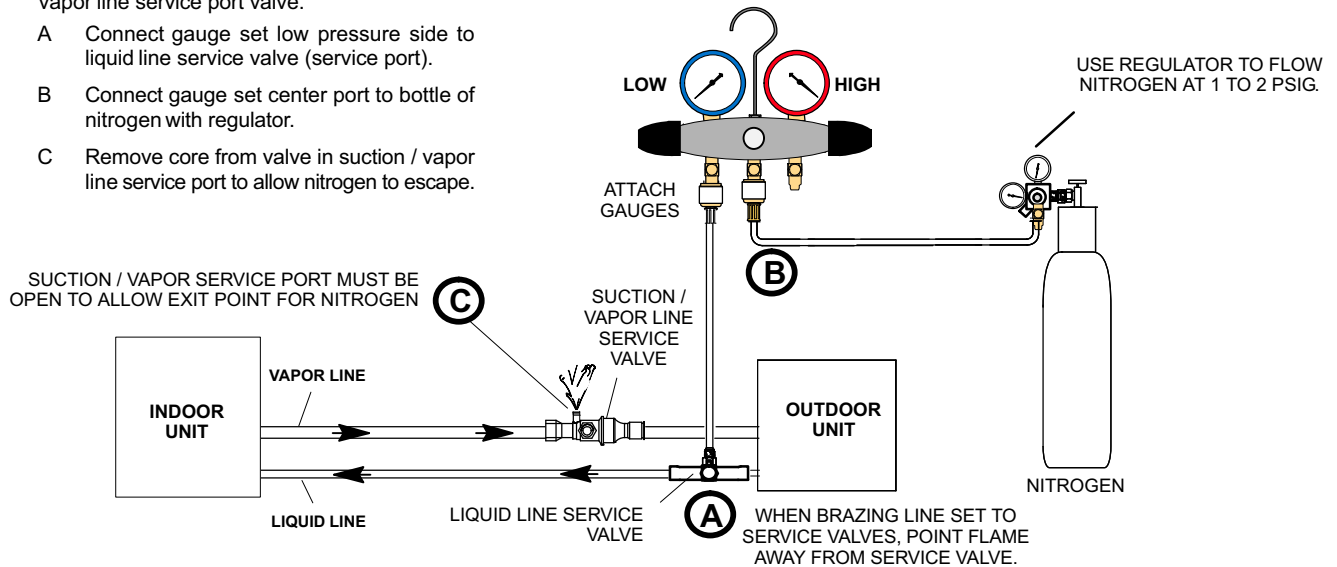 vapor line service port valve.
A Connect gauge set low pressure side to
liquid line service valve (service port).
B Connect gauge set center port to bottle of
nitrogen with regulator.
C Remove core from valve in suction / vapor
line service port to allow nitrogen to escape.
LOW
HIGH
USE REGULATOR TO FLOW
NITROGEN AT 1 TO 2 PSIG.
ATTACH
GAUGES
B
SUCTION / VAPOR SERVICE PORT MUST BE
OPEN TO ALLOW EXIT POINT FOR NITROGEN
C
SUCTION /
VAPOR LINE
SERVICE
VALVE
INDOOR
UNIT
VAPOR LINE
OUTDOOR
UNIT
NITROGEN
LIQUID LINE
LIQUID LINE SERVICE
VALVE
A
WHEN BRAZING LINE SET TO
SERVICE VALVES, POINT FLAME
AWAY FROM SERVICE VALVE.